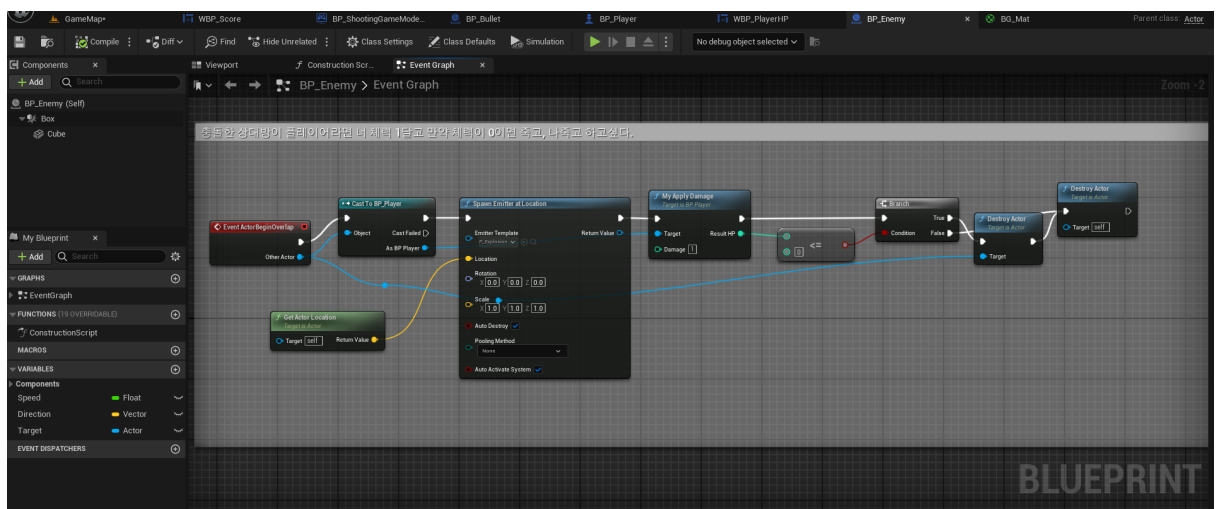 GameMap*
WBP_Score
BP_ShootingGameMode...
BP_Bullet
BP_Player
WBP_PlayerHP
BP_Enemy
BG_Mat
Parent class: Actor
Compile
Diff
Find
Hide Unrelated
Class Settings
Class Defaults
Simulation
No debug object selected
Components
Viewport
Construction Scr...
Event Graph
+ Add
Search
BP_Enemy > Event Graph
Zoom -2
BP_Enemy (Self)
Box
Cube
충돌한 상대방이 플레이어라면 너 체력 1닳고 만약 체력이 0이면 죽고, 나죽고 하고싶다.
My Blueprint
+ Add
Search
GRAPHS
EventGraph
FUNCTIONS (19 OVERRIDABLE)
ConstructionScript
MACROS
VARIABLES
Components
Speed
Float
Direction
Vector
Target
Actor
EVENT DISPATCHERS
Event ActorBeginOverlap
Other Actor
Cast To BP_Player
Object
Cast Failed
As BP Player
Get Actor Location
Target is Actor
Target
self
Return Value
Spawn Emitter at Location
Emitter Template
P_Explosion
Return Value
Location
Rotation
X 0.0 Y 0.0 Z 0.0
Scale
X 1.0 Y 1.0 Z 1.0
Auto Destroy
Pooling Method
None
Auto Activate System
My Apply Damage
Target is BP Player
Target
Result HP
Damage 1
<=
0
Branch
True
Condition
False
Destroy Actor
Target is Actor
Target
Destroy Actor
Target is Actor
Target self
BLUEPRINT